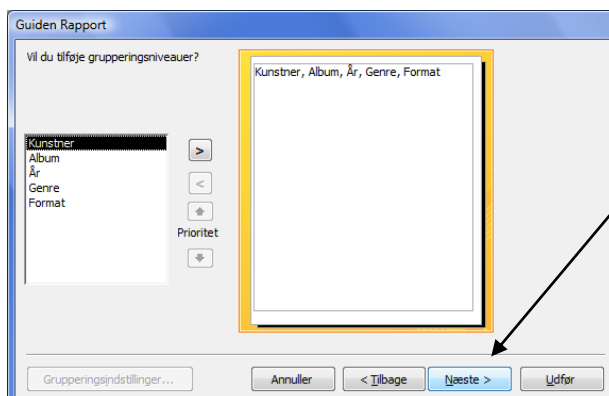 Guiden Rapport
Vil du tilføje grupperingsniveauer?
Kunstner, Album, År, Genre, Format
Kunstner
Album
År
Genre
Format
>
<
Prioritet
Grupperingsindstillinger...
Annuller
< Tilbage
Næste >
Udfør